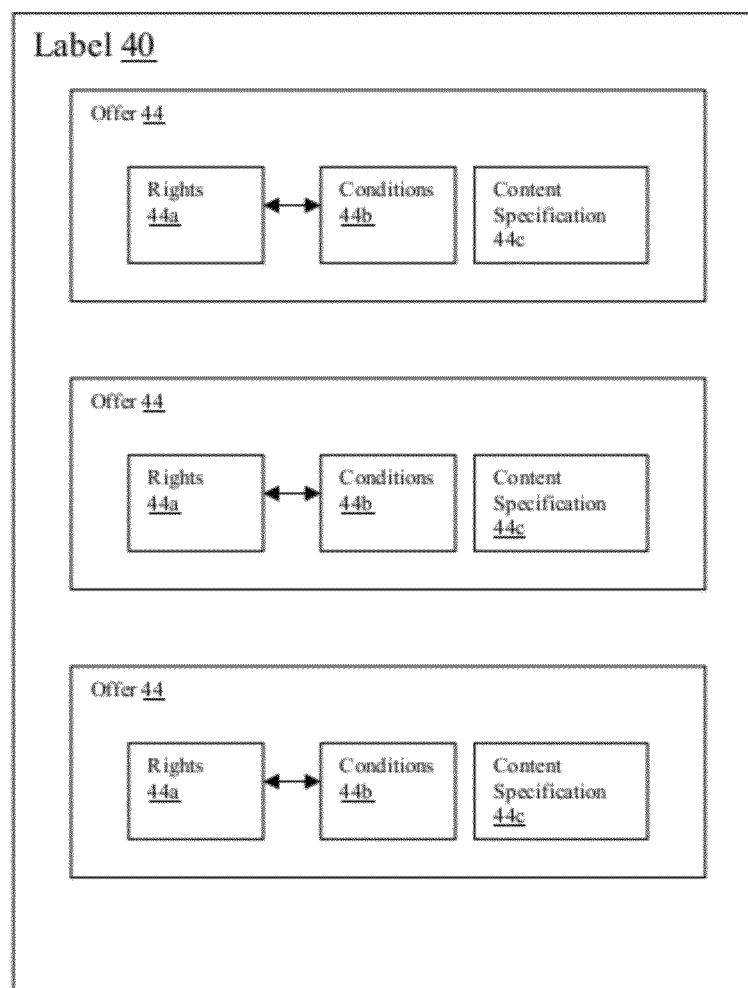 Label 40
Offer 44
Rights
44a
Conditions
44b
Content
Specification
44c
Offer 44
Rights
44a
Conditions
44b
Content
Specification
44c
Offer 44
Rights
44a
Conditions
44b
Content
Specification
44c